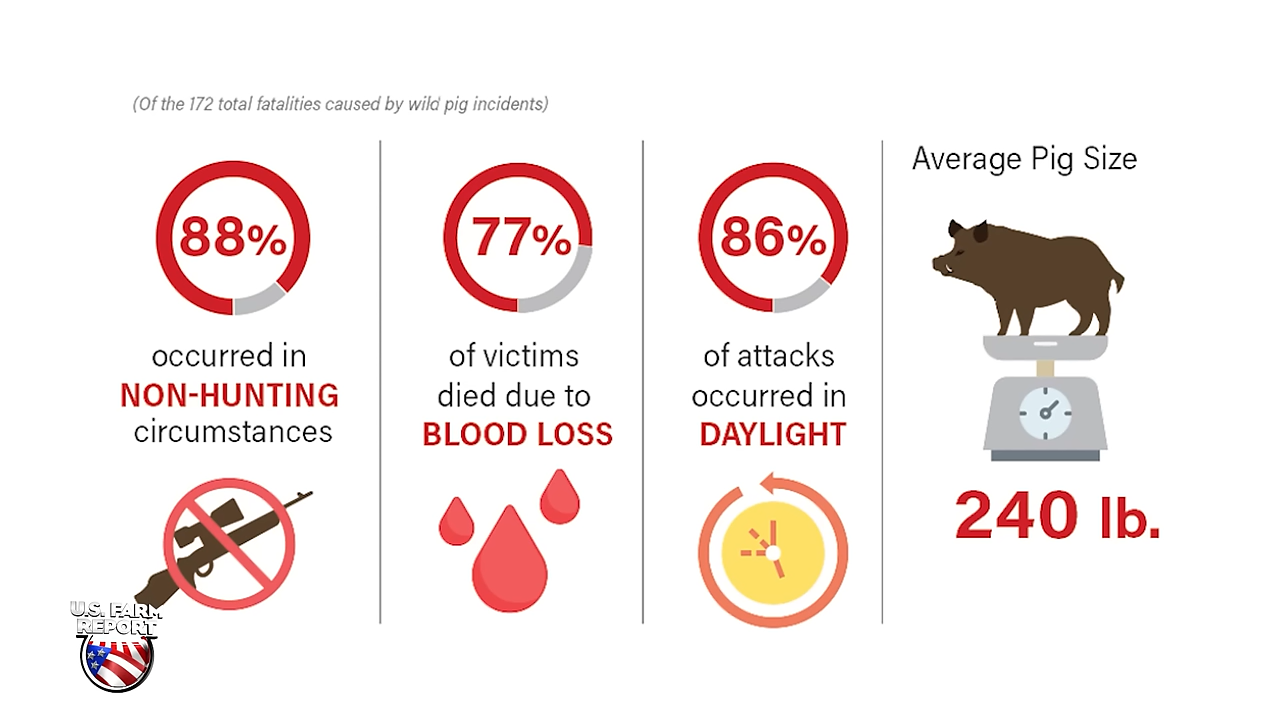 (Of the 172 total fatalities caused by wild pig incidents)
88%
occurred in
NON-HUNTING
circumstances
77%
of victims
died due to
BLOOD LOSS
86%
of attacks
occurred in
DAYLIGHT
Average Pig Size
240 lb.
U.S. FARM
REPORT